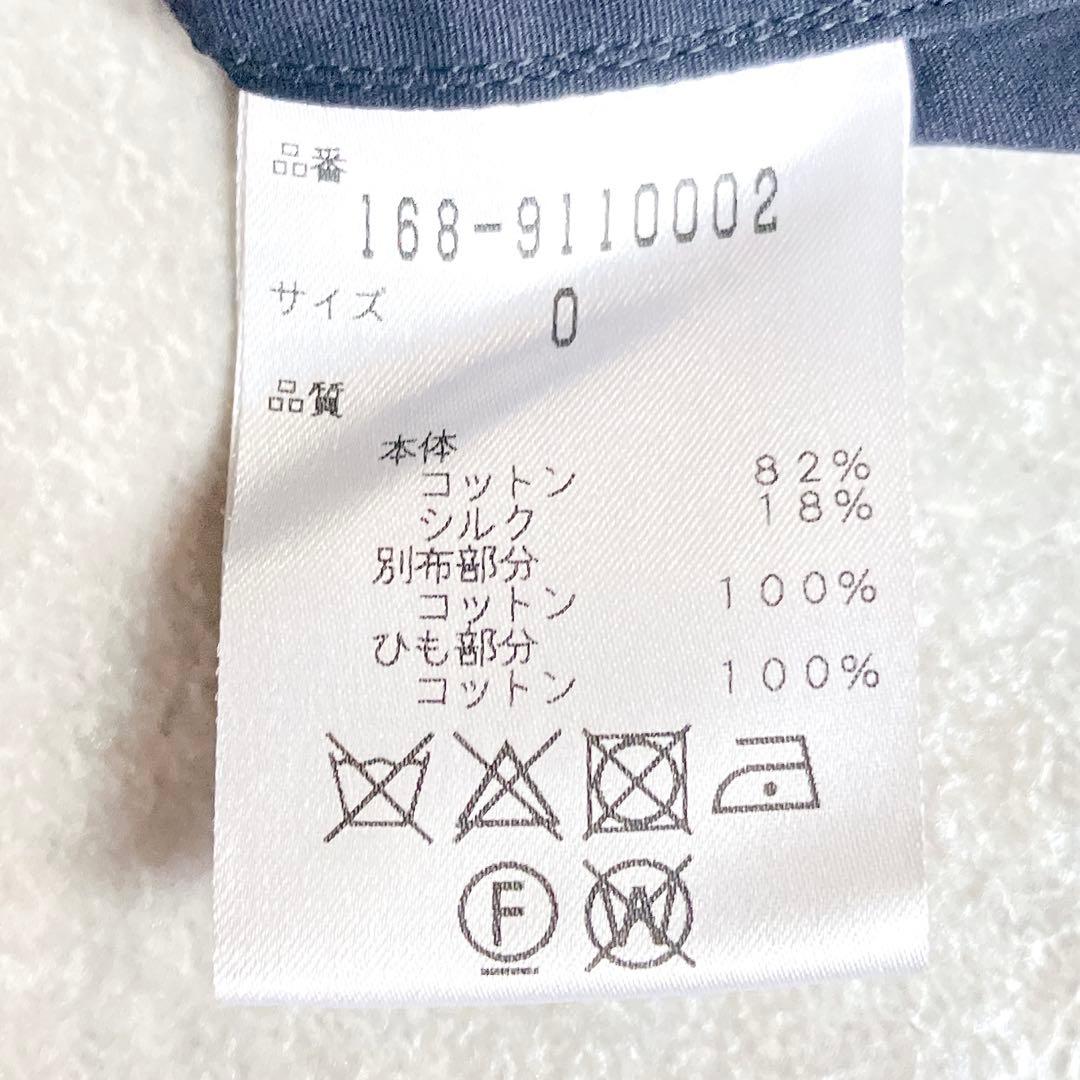 品番
168-9110002
サイズ 0
品質
本体
コットン 82%
シルク 18%
別布部分
コットン 100%
ひも部分
コットン 100%
F W